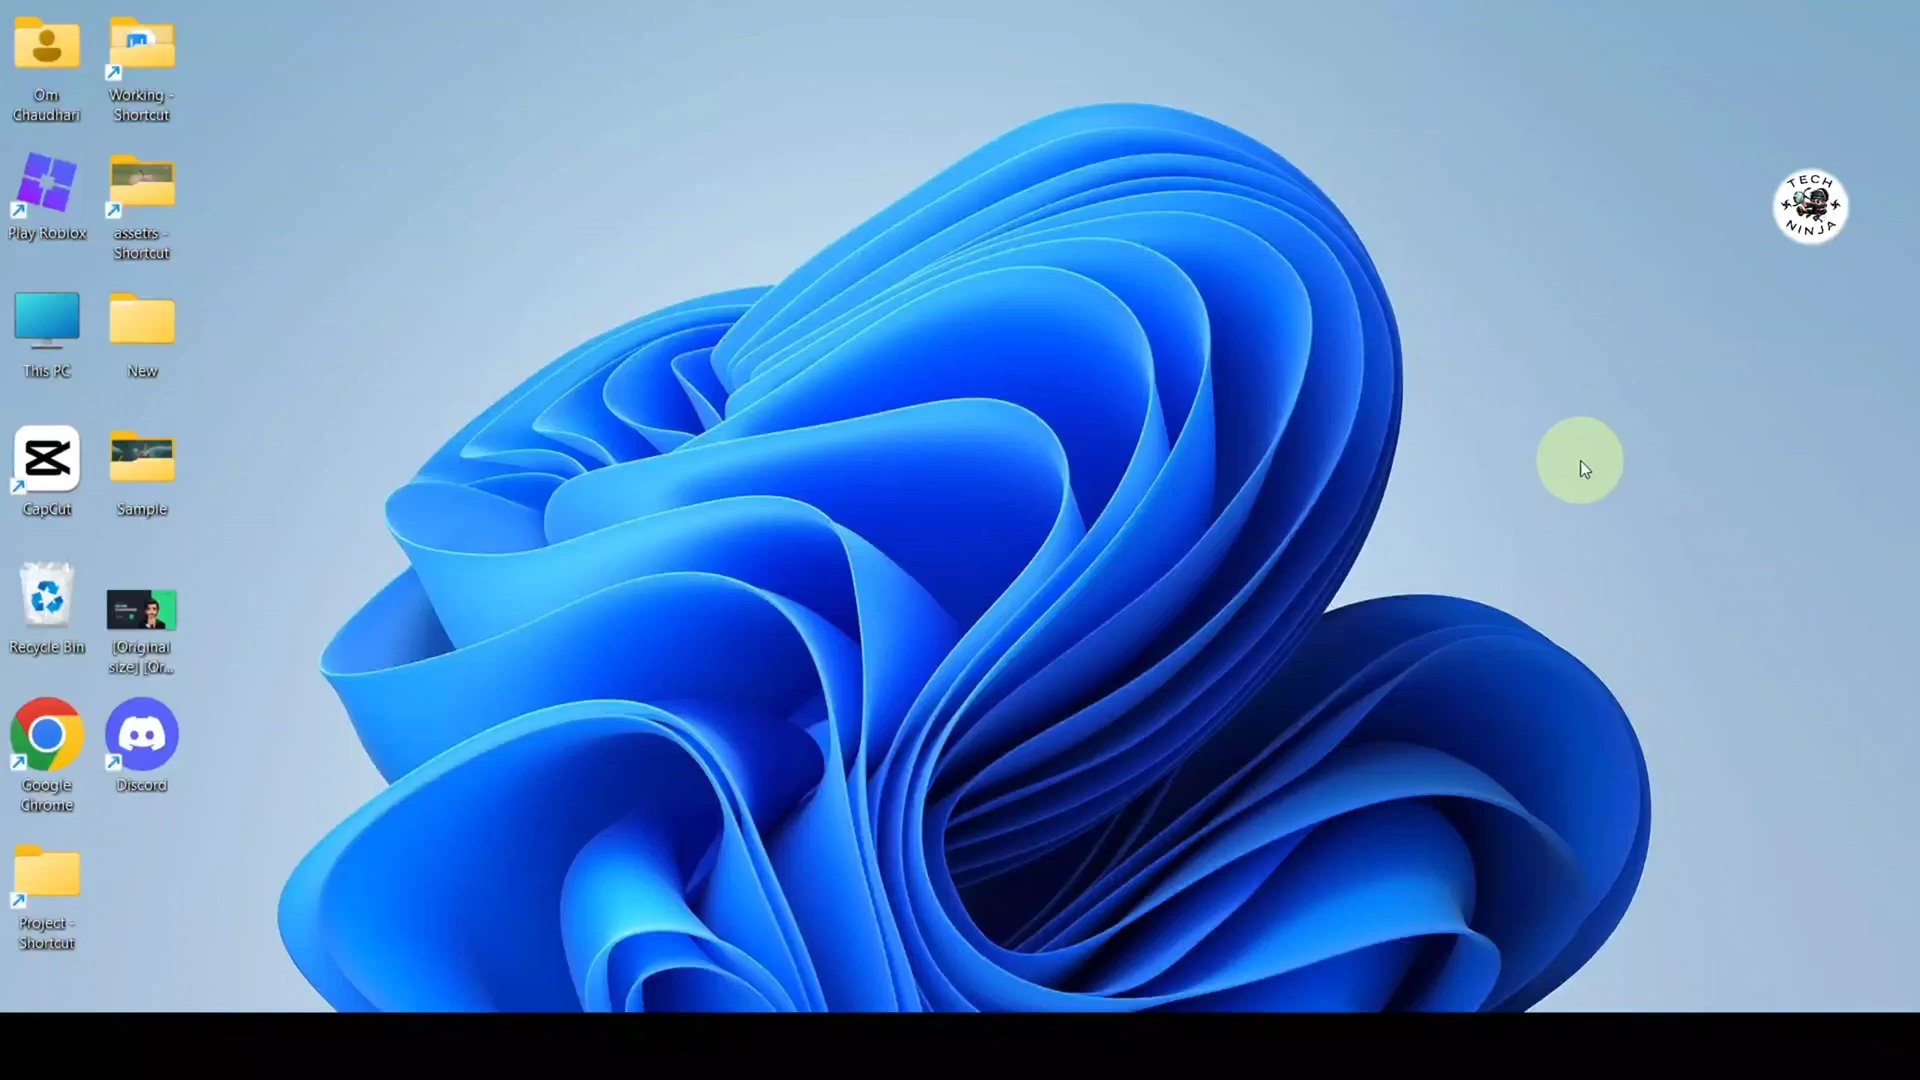 Om
Chaudhari
Working -
Shortcut
Play Roblox
assetrs -
Shortcut
This PC
New
CapCut
Sample
Recycle Bin
[Original
size] [Or...
Google
Chrome
Discord
Project -
Shortcut
TECH
NINJA